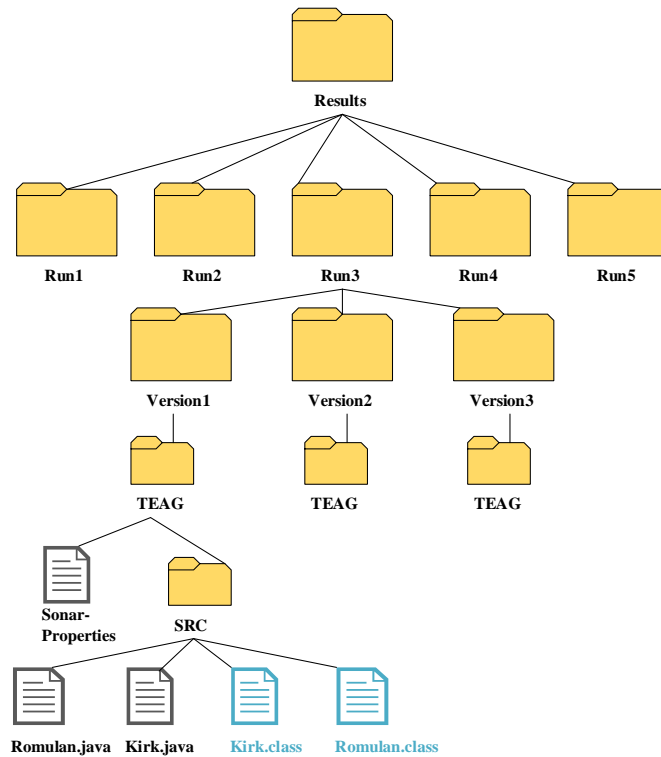 Results
Run1
Run2
Run3
Run4
Run5
Version1
Version2
Version3
TEAG
TEAG
TEAG
Sonar-
Properties
SRC
Romulan.java
Kirk.java
Kirk.class
Romulan.class